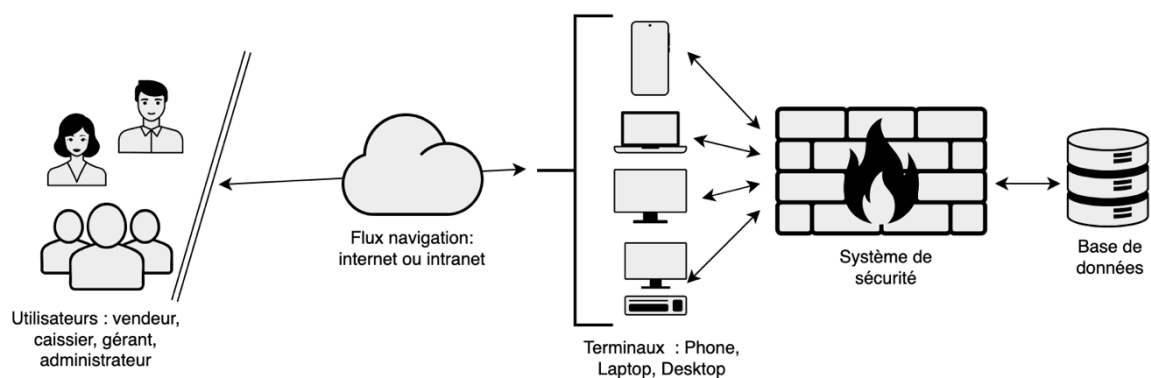 Utilisateurs : vendeur,
caissier, gérant,
administrateur
Flux navigation:
internet ou intranet
Terminaux : Phone,
Laptop, Desktop
Système de
sécurité
Base de
données